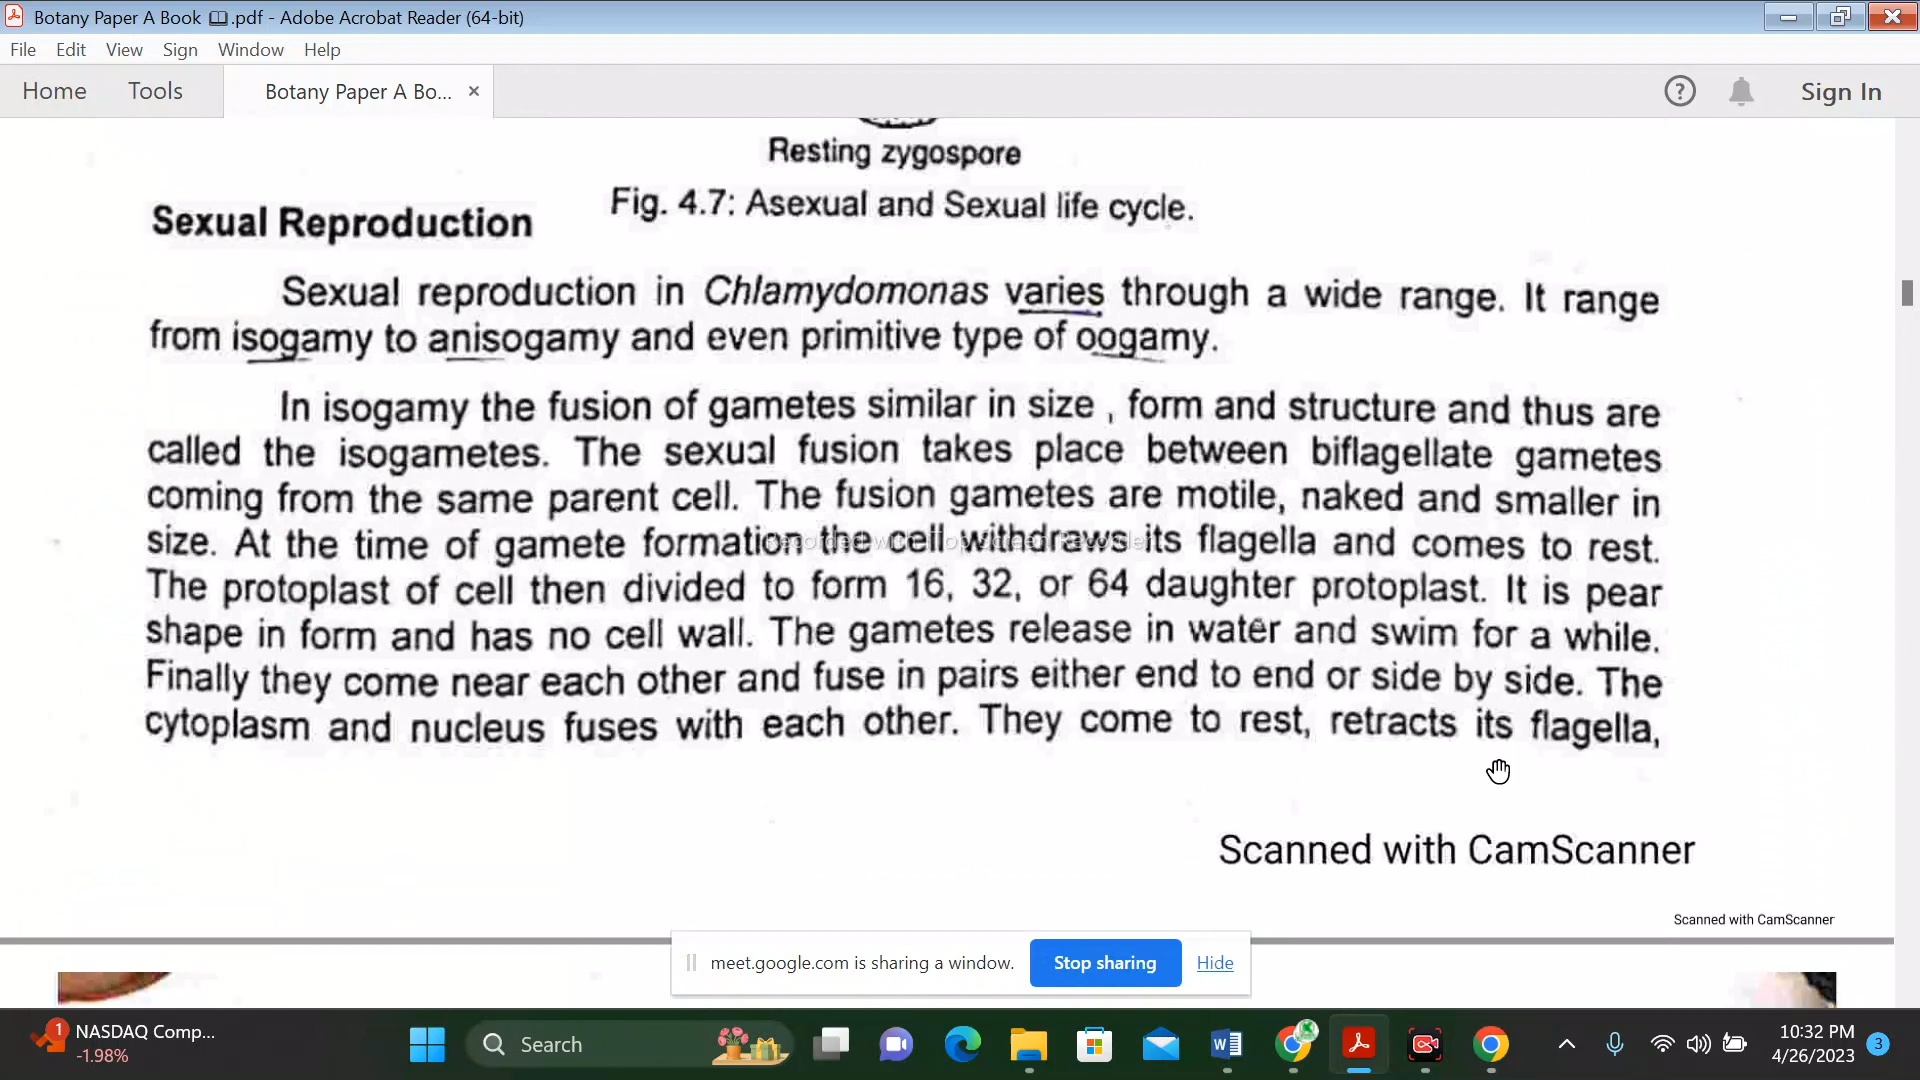 Botany Paper A Book 📖.pdf - Adobe Acrobat Reader (64-bit)
File Edit View Sign Window Help
Home Tools Botany Paper A Bo... × ? Sign In
Resting zygospore
Fig. 4.7: Asexual and Sexual life cycle.
Sexual Reproduction
Sexual reproduction in Chlamydomonas varies through a wide range. It range
from isogamy to anisogamy and even primitive type of oogamy.
In isogamy the fusion of gametes similar in size , form and structure and thus are
called the isogametes. The sexual fusion takes place between biflagellate gametes
coming from the same parent cell. The fusion gametes are motile, naked and smaller in
size. At the time of gamete formation the cell withdraws its flagella and comes to rest.
Recorded with iTop Screen Recorder
The protoplast of cell then divided to form 16, 32, or 64 daughter protoplast. It is pear
shape in form and has no cell wall. The gametes release in water and swim for a while.
Finally they come near each other and fuse in pairs either end to end or side by side. The
cytoplasm and nucleus fuses with each other. They come to rest, retracts its flagella,
Scanned with CamScanner
Scanned with CamScanner
meet.google.com is sharing a window. Stop sharing Hide
1 NASDAQ Comp...
-1.98%
Search
10:32 PM
4/26/2023 3